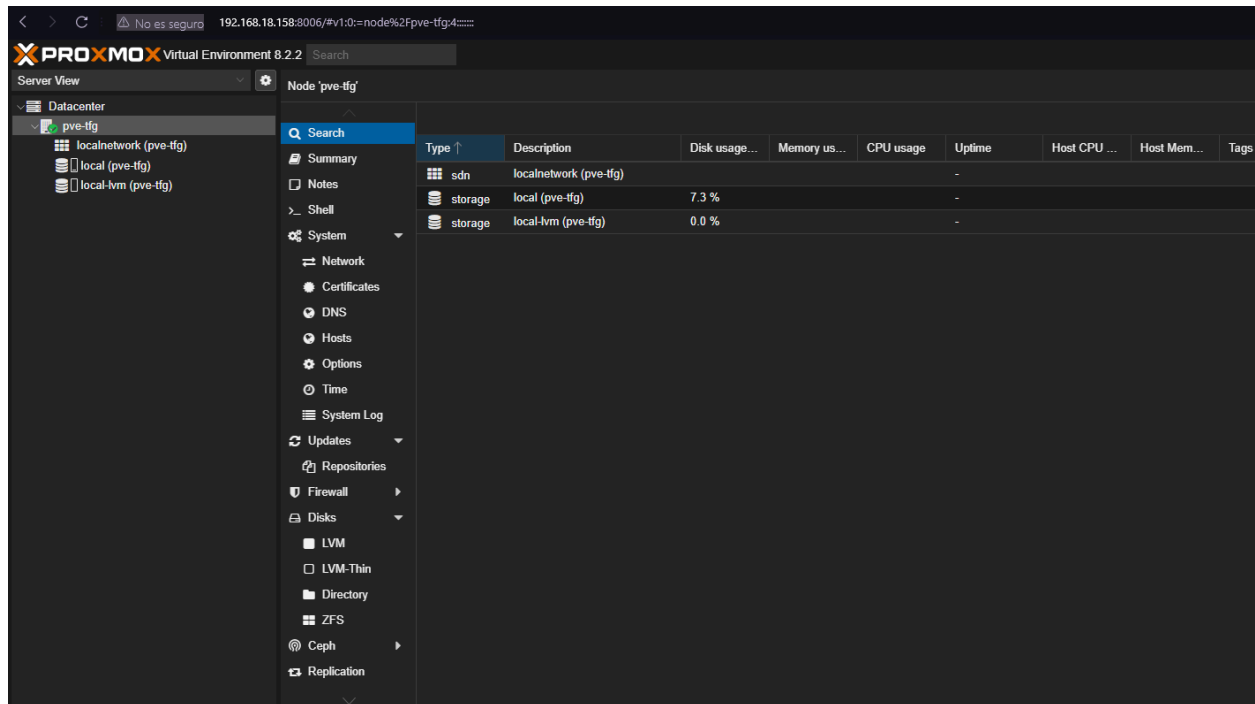 No es seguro 192.168.18.158:8006/#v1:0:=node%2Fpve-tfg:4:::::::
PROXMOX Virtual Environment 8.2.2 Search
Server View
Datacenter
pve-tfg
localnetwork (pve-tfg)
local (pve-tfg)
local-lvm (pve-tfg)
Node 'pve-tfg'
Search
Summary
Notes
Shell
System
Network
Certificates
DNS
Hosts
Options
Time
System Log
Updates
Repositories
Firewall
Disks
LVM
LVM-Thin
Directory
ZFS
Ceph
Replication
Type Description Disk usage... Memory us... CPU usage Uptime Host CPU ... Host Mem... Tags
sdn localnetwork (pve-tfg) -
storage local (pve-tfg) 7.3 % -
storage local-lvm (pve-tfg) 0.0 % -